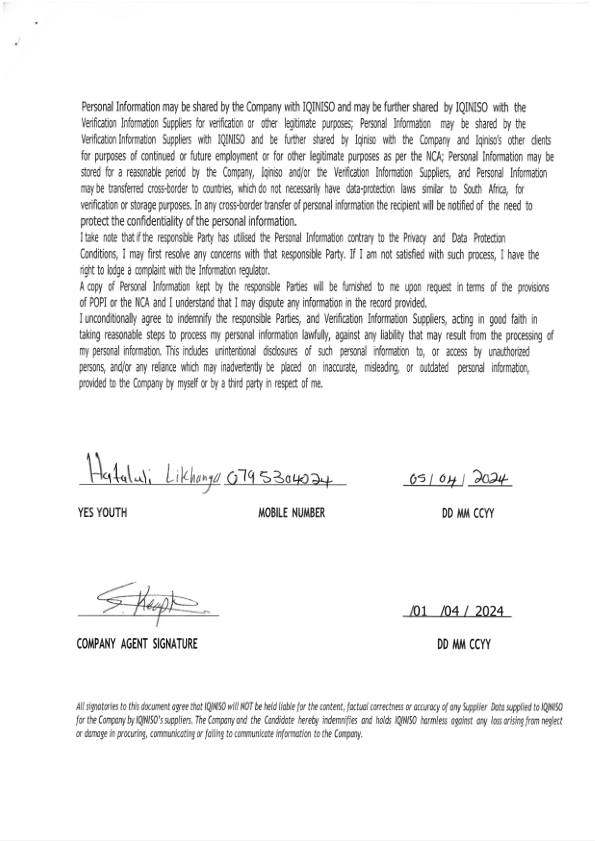 Personal Information may be shared by the Company with IQINISO and may be further shared by IQINISO with the
Verification Information Suppliers for verification or other legitimate purposes; Personal Information may be shared by the
Verification Information Suppliers with IQINISO and be further shared by Iqiniso with the Company and Iqiniso's other clients
for purposes of continued or future employment or for other legitimate purposes as per the NCA; Personal Information may be
stored for a reasonable period by the Company, Iqiniso and/or the Verification Information Suppliers, and Personal Information
may be transferred cross-border to countries, which do not necessarily have data-protection laws similar to South Africa, for
verification or storage purposes. In any cross-border transfer of personal information the recipient will be notified of the need to
protect the confidentiality of the personal information.
I take note that if the responsible Party has utilised the Personal Information contrary to the Privacy and Data Protection
Conditions, I may first resolve any concerns with that Responsible Party. If I am not satisfied with such process, I have the
right to lodge a complaint with the Information regulator.
A copy of Personal Information kept by the responsible Parties will be furnished to me upon request in terms of the provisions
of POPI or the NCA and I understand that I may dispute any information in the record provided.
I unconditionally agree to indemnify the responsible Parties, and Verification Information Suppliers, acting in good faith in
taking reasonable steps to process my personal information lawfully, against any liability that may result from the processing of
my personal information. This includes unintentional disclosures of such personal information to, or access by unauthorized
persons, and/or any reliance which may inadvertently be placed on inaccurate, misleading, or outdated personal information,
provided to the Company by myself or by a third party in respect of me.
0795304024 05/04/2024
YES YOUTH MOBILE NUMBER DD MM CCYY
/01 /04 / 2024
COMPANY AGENT SIGNATURE DD MM CCYY
All signatories to this document agree that IQINISO will NOT be held liable for the content, factual correctness or accuracy of any Supplier Data supplied to IQINISO
for the Company by IQINISO's suppliers. The Company and the Candidate hereby indemnifies and holds IQINISO harmless against any loss arising from neglect
or damage in procuring, communicating or failing to communicate information to the Company.